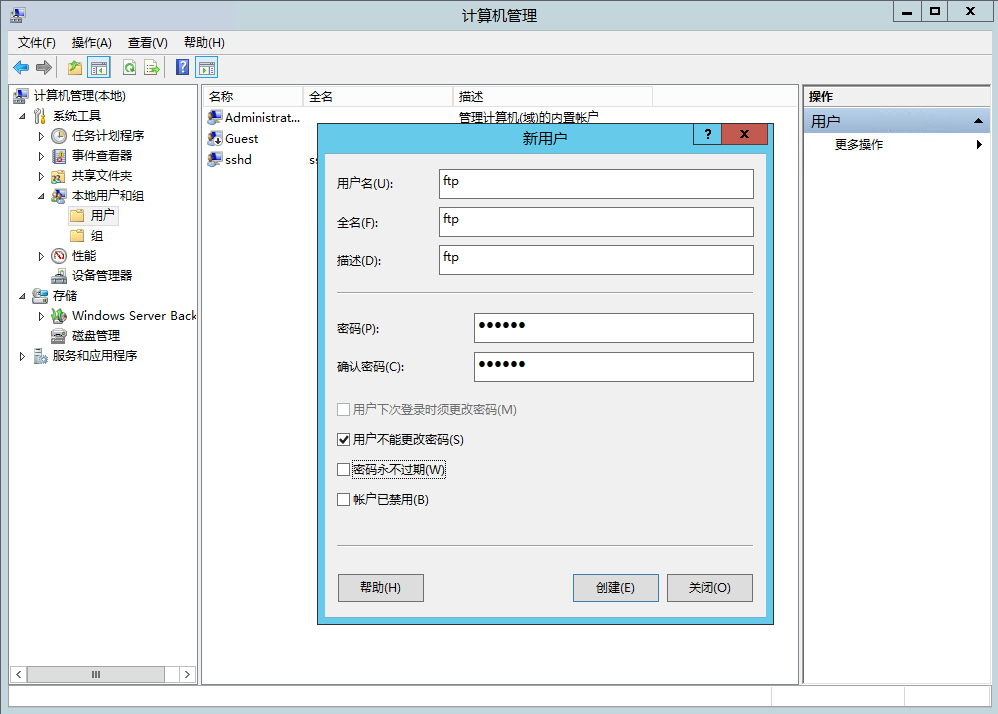 计算机管理
文件(F) 操作(A) 查看(V) 帮助(H)
计算机管理(本地)
系统工具
任务计划程序
事件查看器
共享文件夹
本地用户和组
用户
组
性能
设备管理器
存储
Windows Server Back
磁盘管理
服务和应用程序
名称 全名 描述
Administrat... 管理计算机(域)的内置帐户
Guest
sshd
操作
用户
更多操作
新用户
用户名(U): ftp
全名(F): ftp
描述(D): ftp
密码(P): ●●●●●●
确认密码(C): ●●●●●●
用户下次登录时须更改密码(M)
用户不能更改密码(S)
密码永不过期(W)
帐户已禁用(B)
帮助(H) 创建(E) 关闭(O)